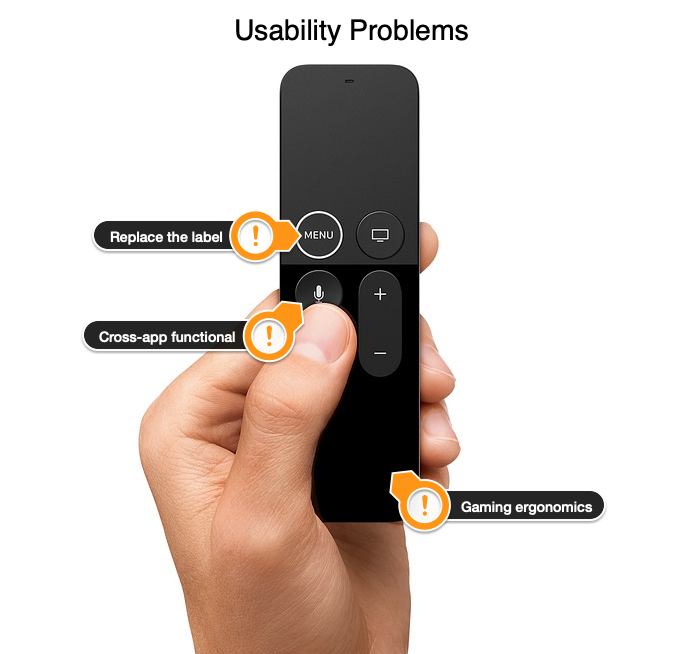 Usability Problems
Replace the label
!
MENU
Cross-app functional
!
+
−
!
Gaming ergonomics